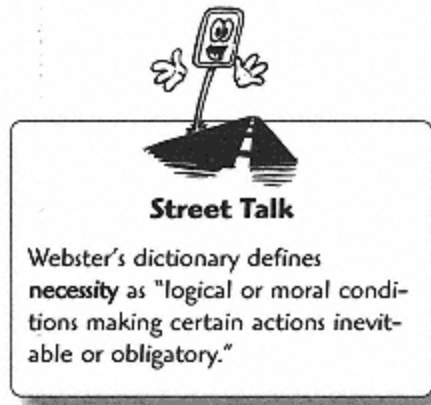 Street Talk
Webster's dictionary defines
necessity as "logical or moral condi-
tions making certain actions inevit-
able or obligatory."